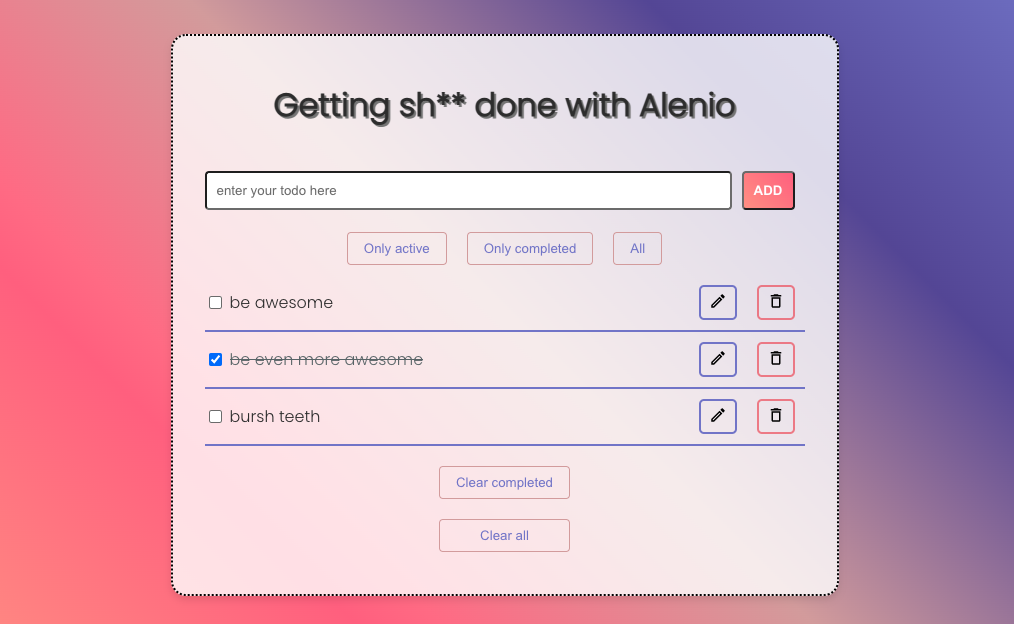 Getting sh** done with Alenio
enter your todo here
ADD
Only active
Only completed
All
be awesome
be even more awesome
bursh teeth
Clear completed
Clear all